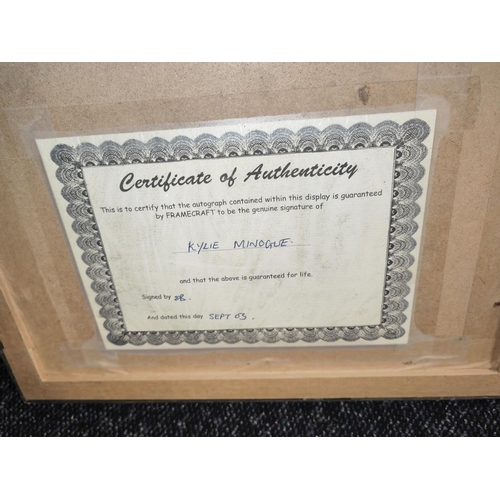 Certificate of Authenticity
This is to certify that the autograph contained within this display is guaranteed
by FRAMECRAFT to be the genuine signature of
KYLIE MINOGUE
and that the above is guaranteed for life.
Signed by
And dated this day SEPT 03.